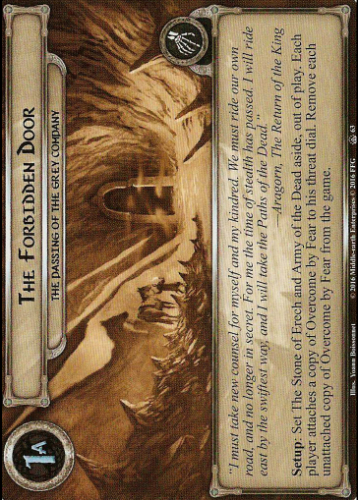 1A
The Forbidden Door
The Passing of the Grey Company
"I must take new counsel for myself and my kindred. We must ride our
own road, and no longer in secret. For me the time of stealth has passed. I will ride
east by the swiftest way, and I will take the Paths of the Dead."
—Aragorn, The Return of the King
Setup: Set The Stone of Erech and Army of the Dead aside, out of play. Each
player attaches a copy of Overcome by Fear to his threat dial. Remove each
unattached copy of Overcome by Fear from the game.
Illus. Yoann Boissonnet © 2016 Middle-earth Enterprises © 2016 FFG 63